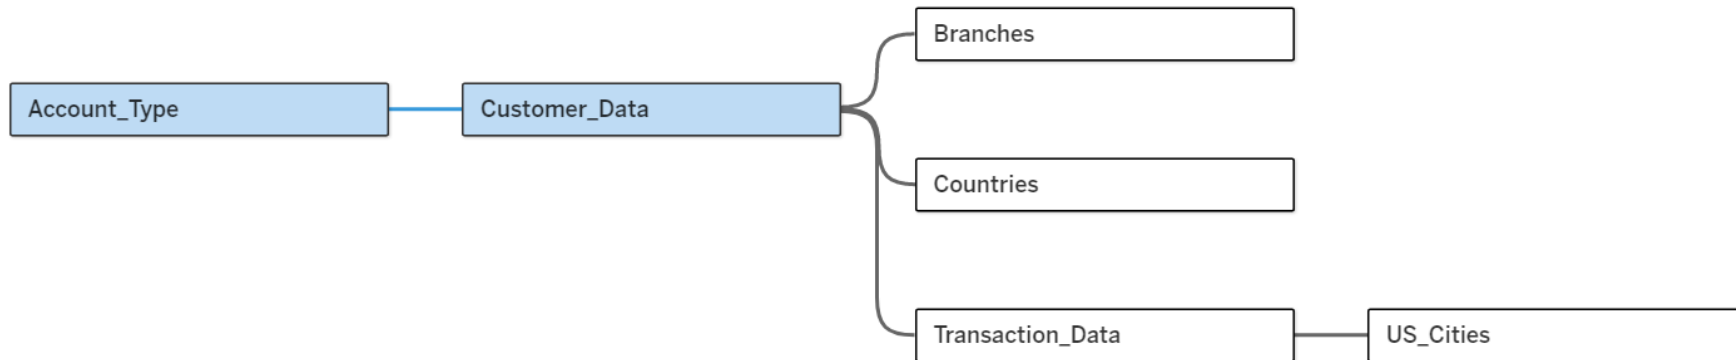 Branches
Account_Type
Customer_Data
Countries
Transaction_Data
US_Cities